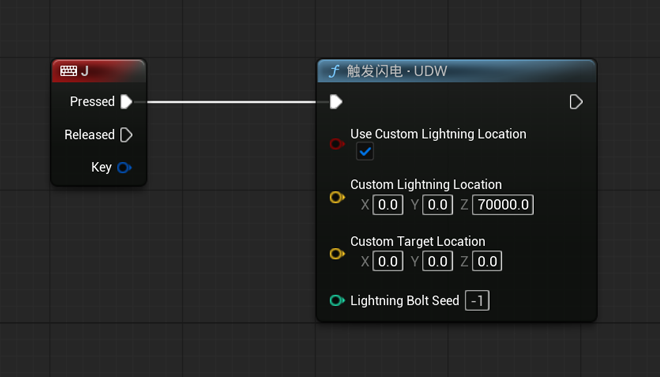 J
触发闪电 · UDW
Pressed
Released
Key
Use Custom Lightning Location
Custom Lightning Location
X 0.0 Y 0.0 Z 70000.0
Custom Target Location
X 0.0 Y 0.0 Z 0.0
Lightning Bolt Seed -1